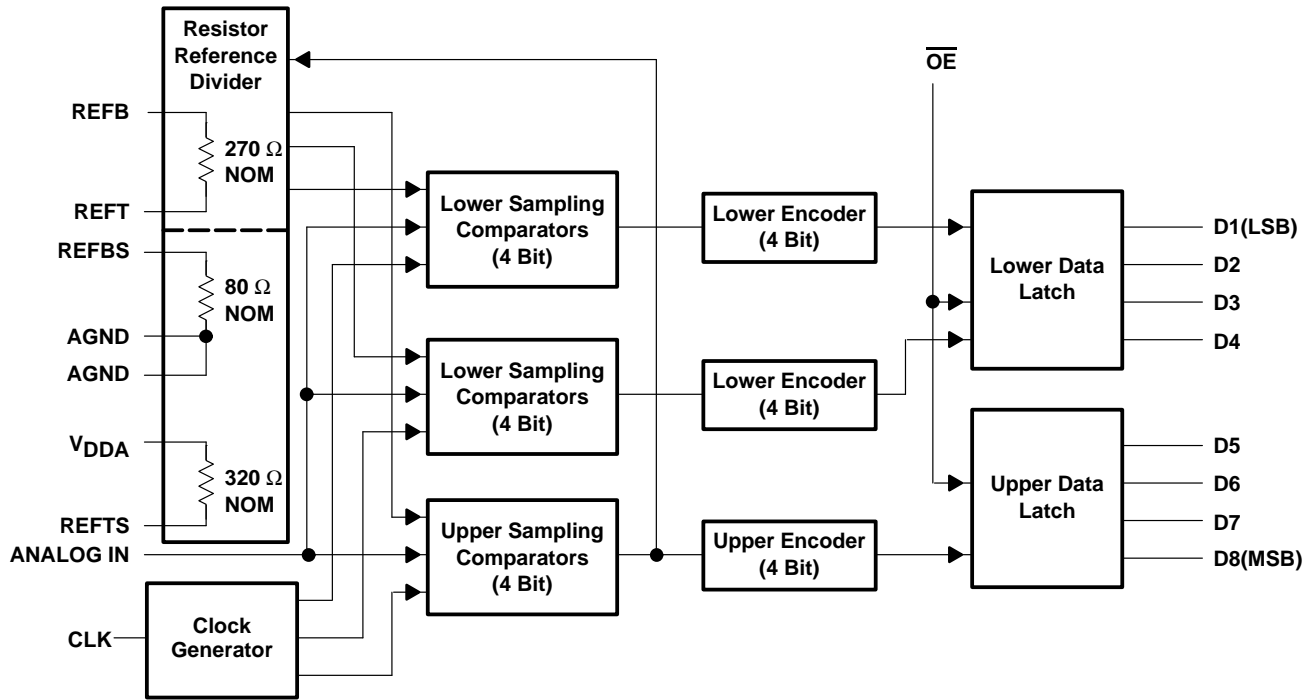 Resistor
Reference
Divider
REFB
270 Ω
NOM
REFT
REFBS
80 Ω
NOM
AGND
AGND
VDDA
320 Ω
NOM
REFTS
ANALOG IN
CLK
Clock
Generator
Lower Sampling
Comparators
(4 Bit)
Lower Sampling
Comparators
(4 Bit)
Upper Sampling
Comparators
(4 Bit)
Lower Encoder
(4 Bit)
Lower Encoder
(4 Bit)
Upper Encoder
(4 Bit)
O̅E̅
Lower Data
Latch
Upper Data
Latch
D1(LSB)
D2
D3
D4
D5
D6
D7
D8(MSB)